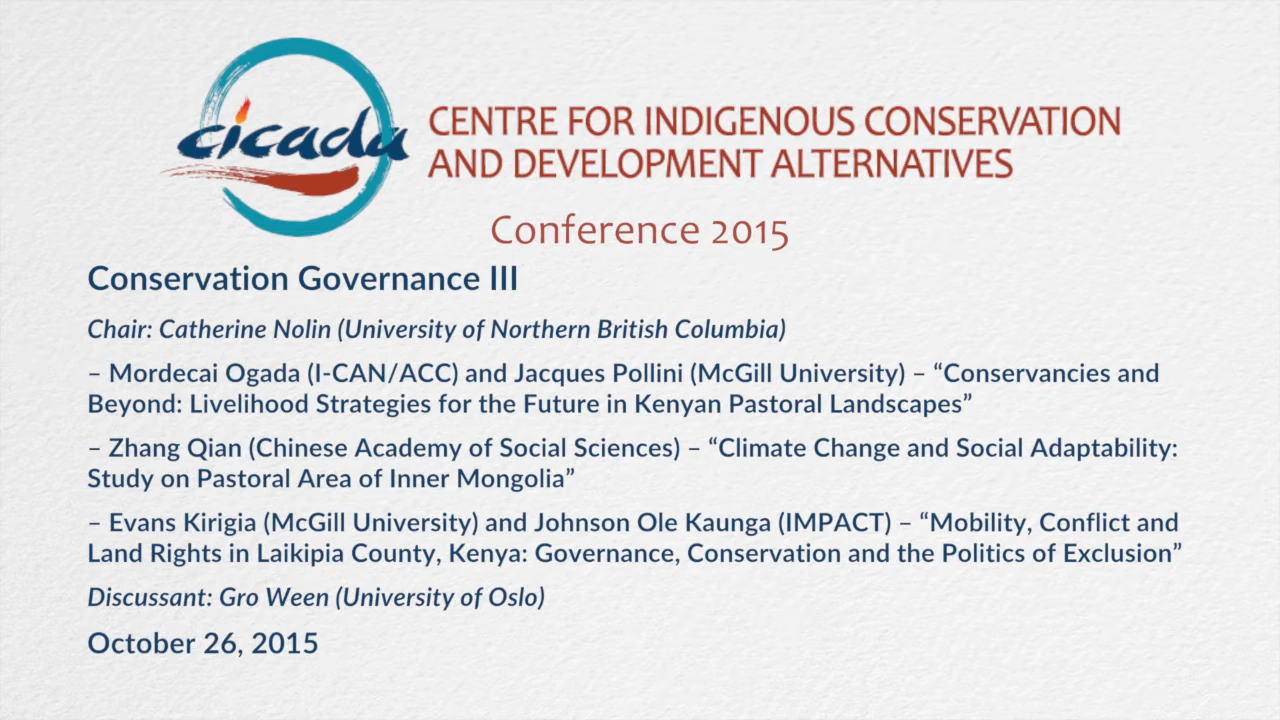 cicada
CENTRE FOR INDIGENOUS CONSERVATION
AND DEVELOPMENT ALTERNATIVES
Conference 2015
Conservation Governance III
Chair: Catherine Nolin (University of Northern British Columbia)
– Mordecai Ogada (I-CAN/ACC) and Jacques Pollini (McGill University) – “Conservancies and
Beyond: Livelihood Strategies for the Future in Kenyan Pastoral Landscapes”
– Zhang Qian (Chinese Academy of Social Sciences) – “Climate Change and Social Adaptability:
Study on Pastoral Area of Inner Mongolia”
– Evans Kirigia (McGill University) and Johnson Ole Kaunga (IMPACT) – “Mobility, Conflict and
Land Rights in Laikipia County, Kenya: Governance, Conservation and the Politics of Exclusion”
Discussant: Gro Ween (University of Oslo)
October 26, 2015